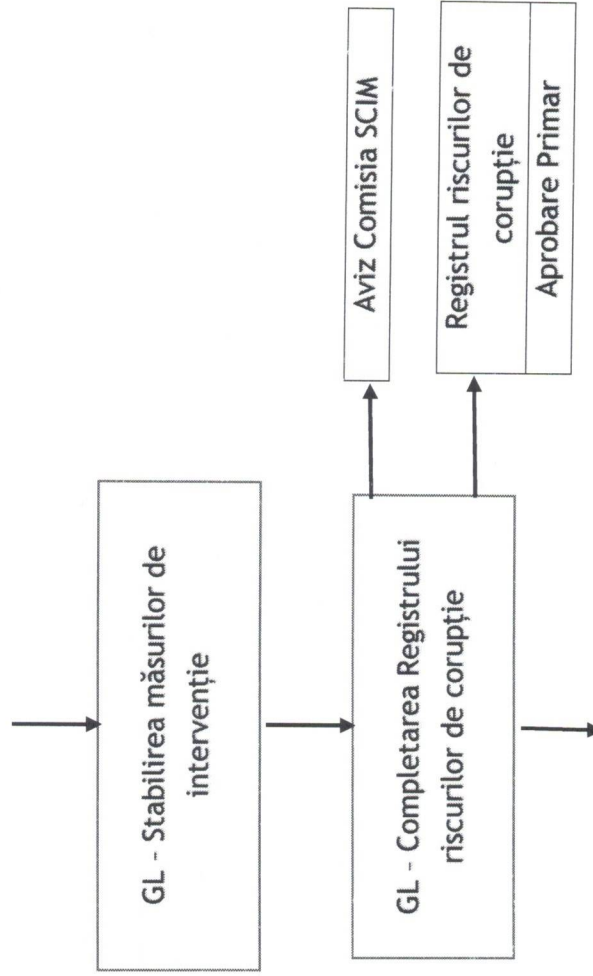 GL - Stabilirea măsurilor de
intervenție
GL - Completarea Registrului
riscurilor de corupție
Aviz Comisia SCIM
Registrul riscurilor de
corupție
Aprobare Primar